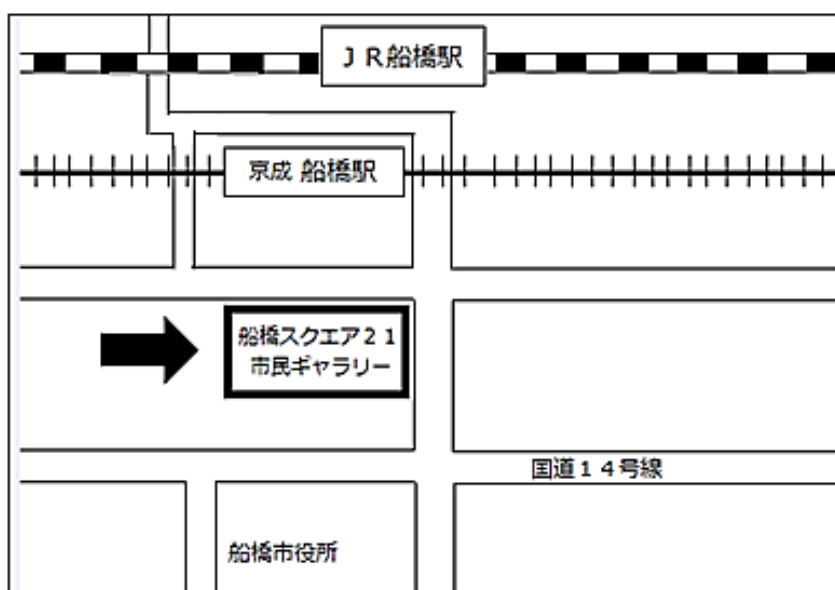 ＪＲ船橋駅
京成 船橋駅
船橋スクエア２１
市民ギャラリー
国道１４号線
船橋市役所